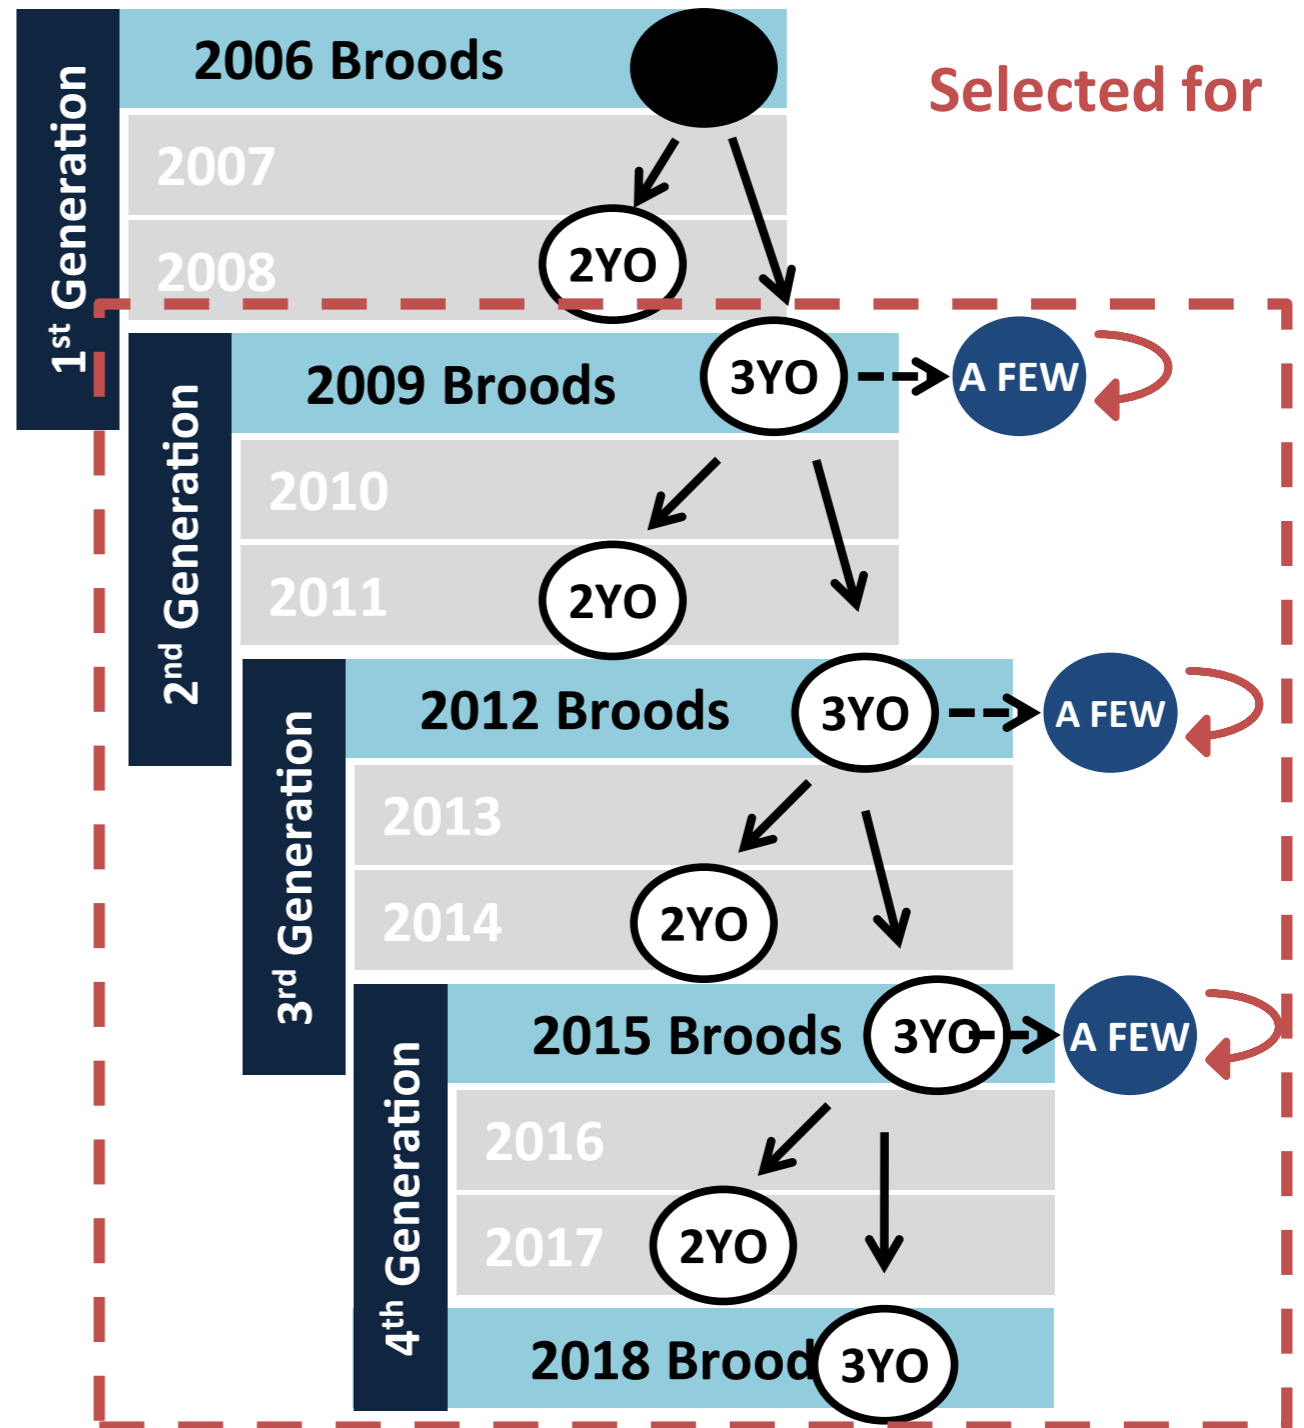 2006 Broods
Selected for
1st Generation
2007
2008
2YO
2009 Broods
3YO
A FEW
2nd Generation
2010
2011
2YO
2012 Broods
3YO
A FEW
3rd Generation
2013
2014
2YO
2015 Broods
3YO
A FEW
4th Generation
2016
2017
2YO
2018 Brood
3YO